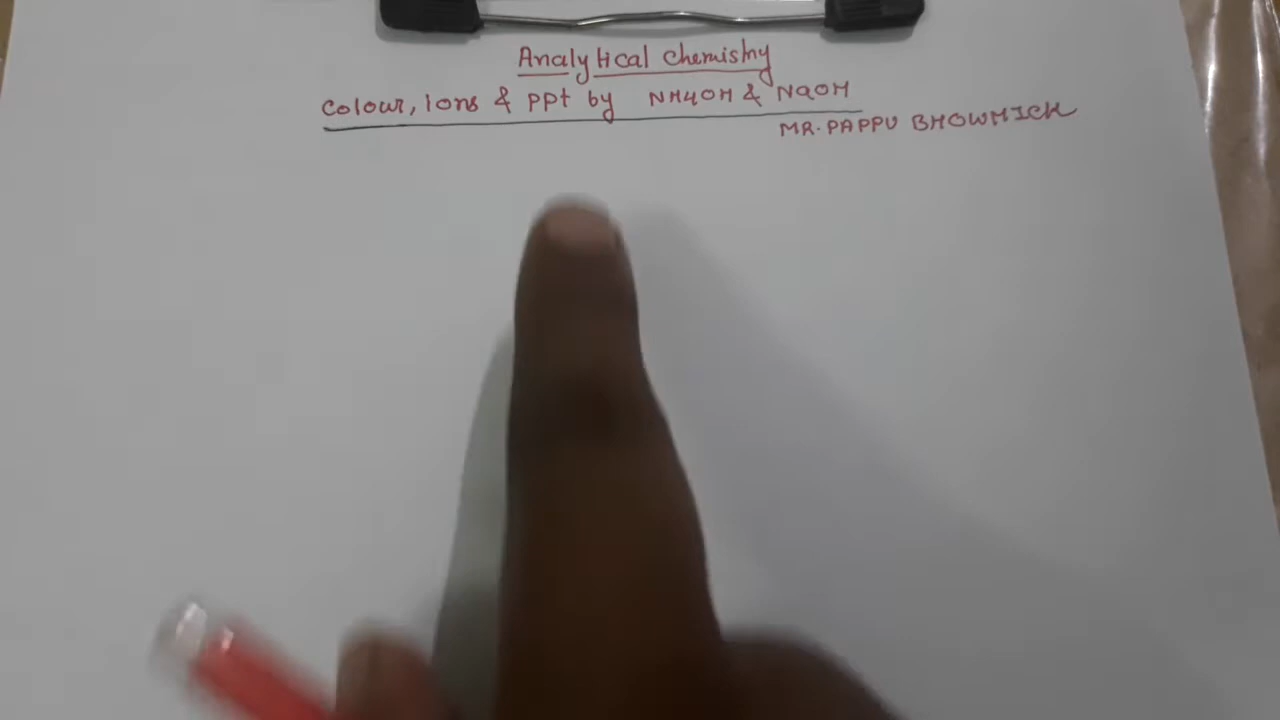 Analytical Chemistry
Colour, Ions & PPt by NH4OH & NaOH
MR. PAPPU BHOWMICK